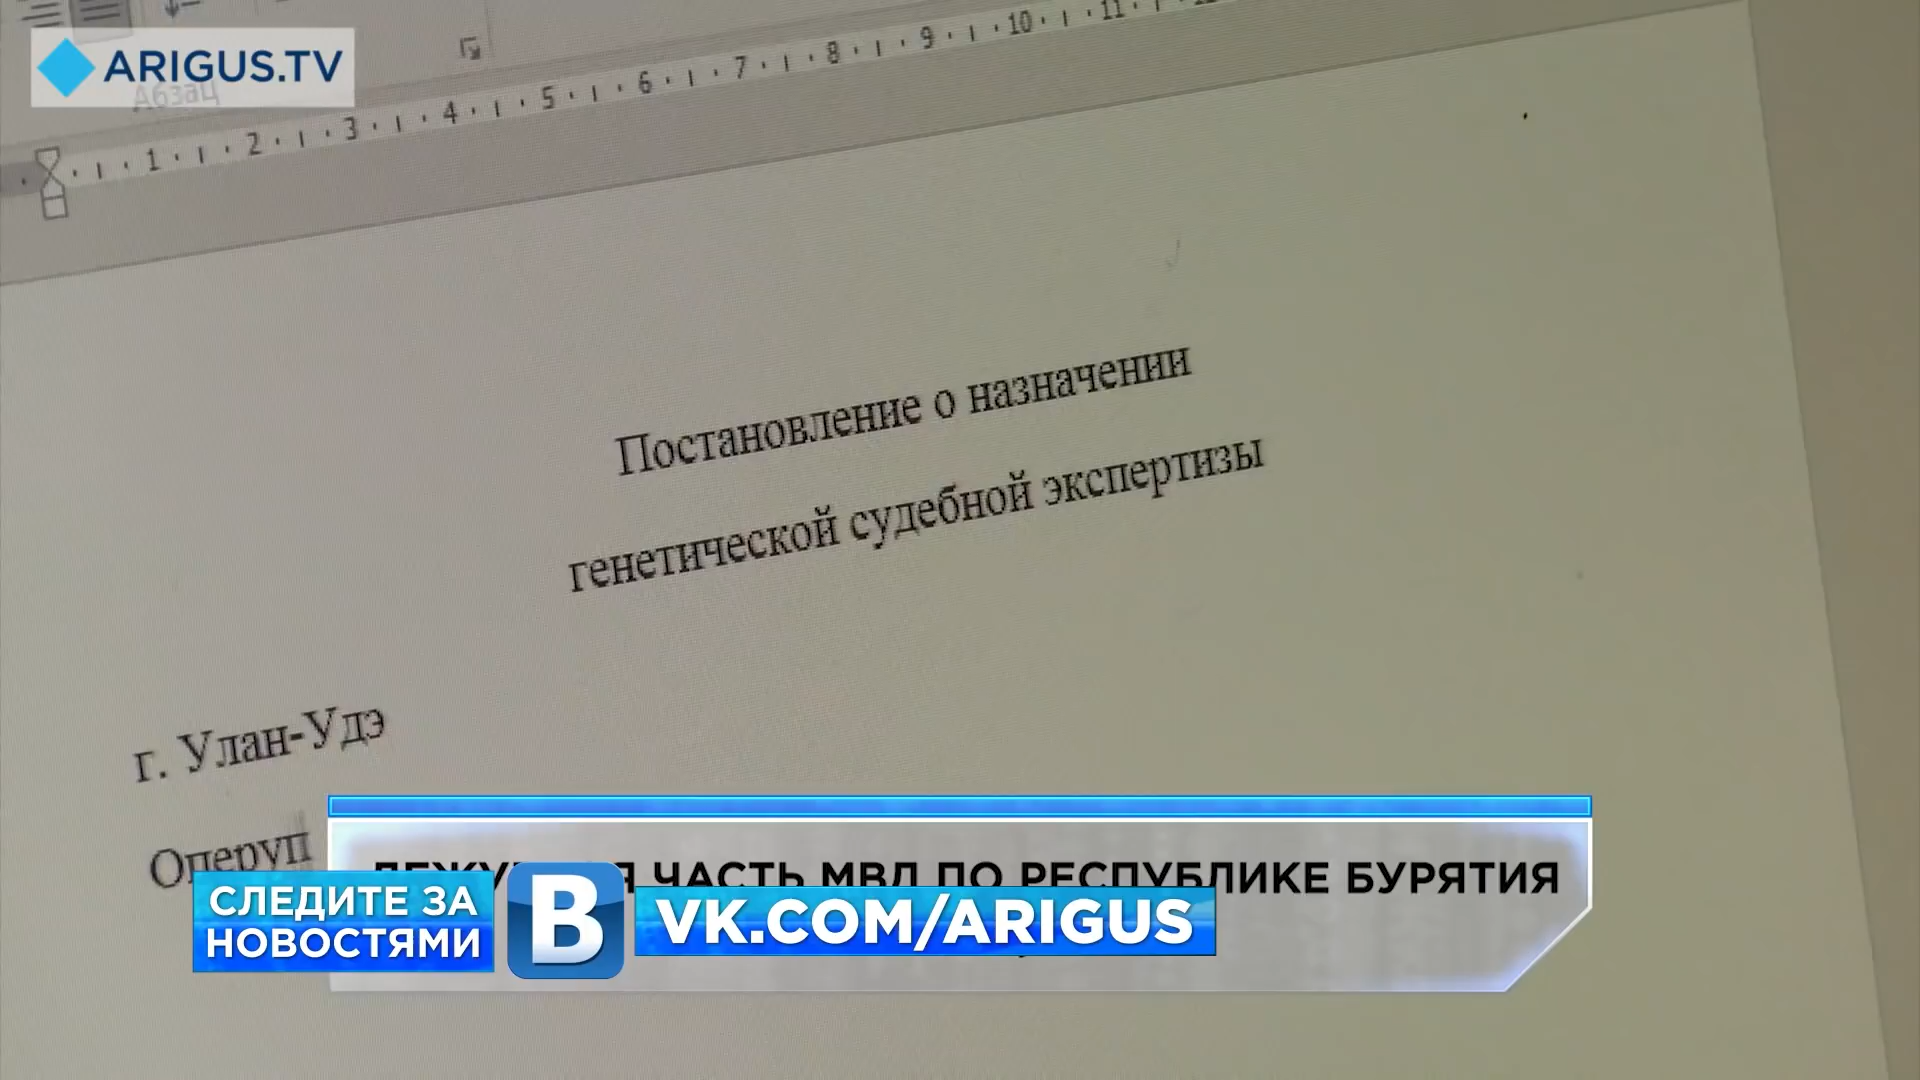 ARIGUS.TV
Абзац
1 2 3 4 5 6 7 8 9 10 11
Постановление о назначении
генетической судебной экспертизы
г. Улан-Удэ
Оперуп
ЧАСТЬ МВД ПО РЕСПУБЛИКЕ БУРЯТИЯ
СЛЕДИТЕ ЗА
НОВОСТЯМИ
В
VK.COM/ARIGUS